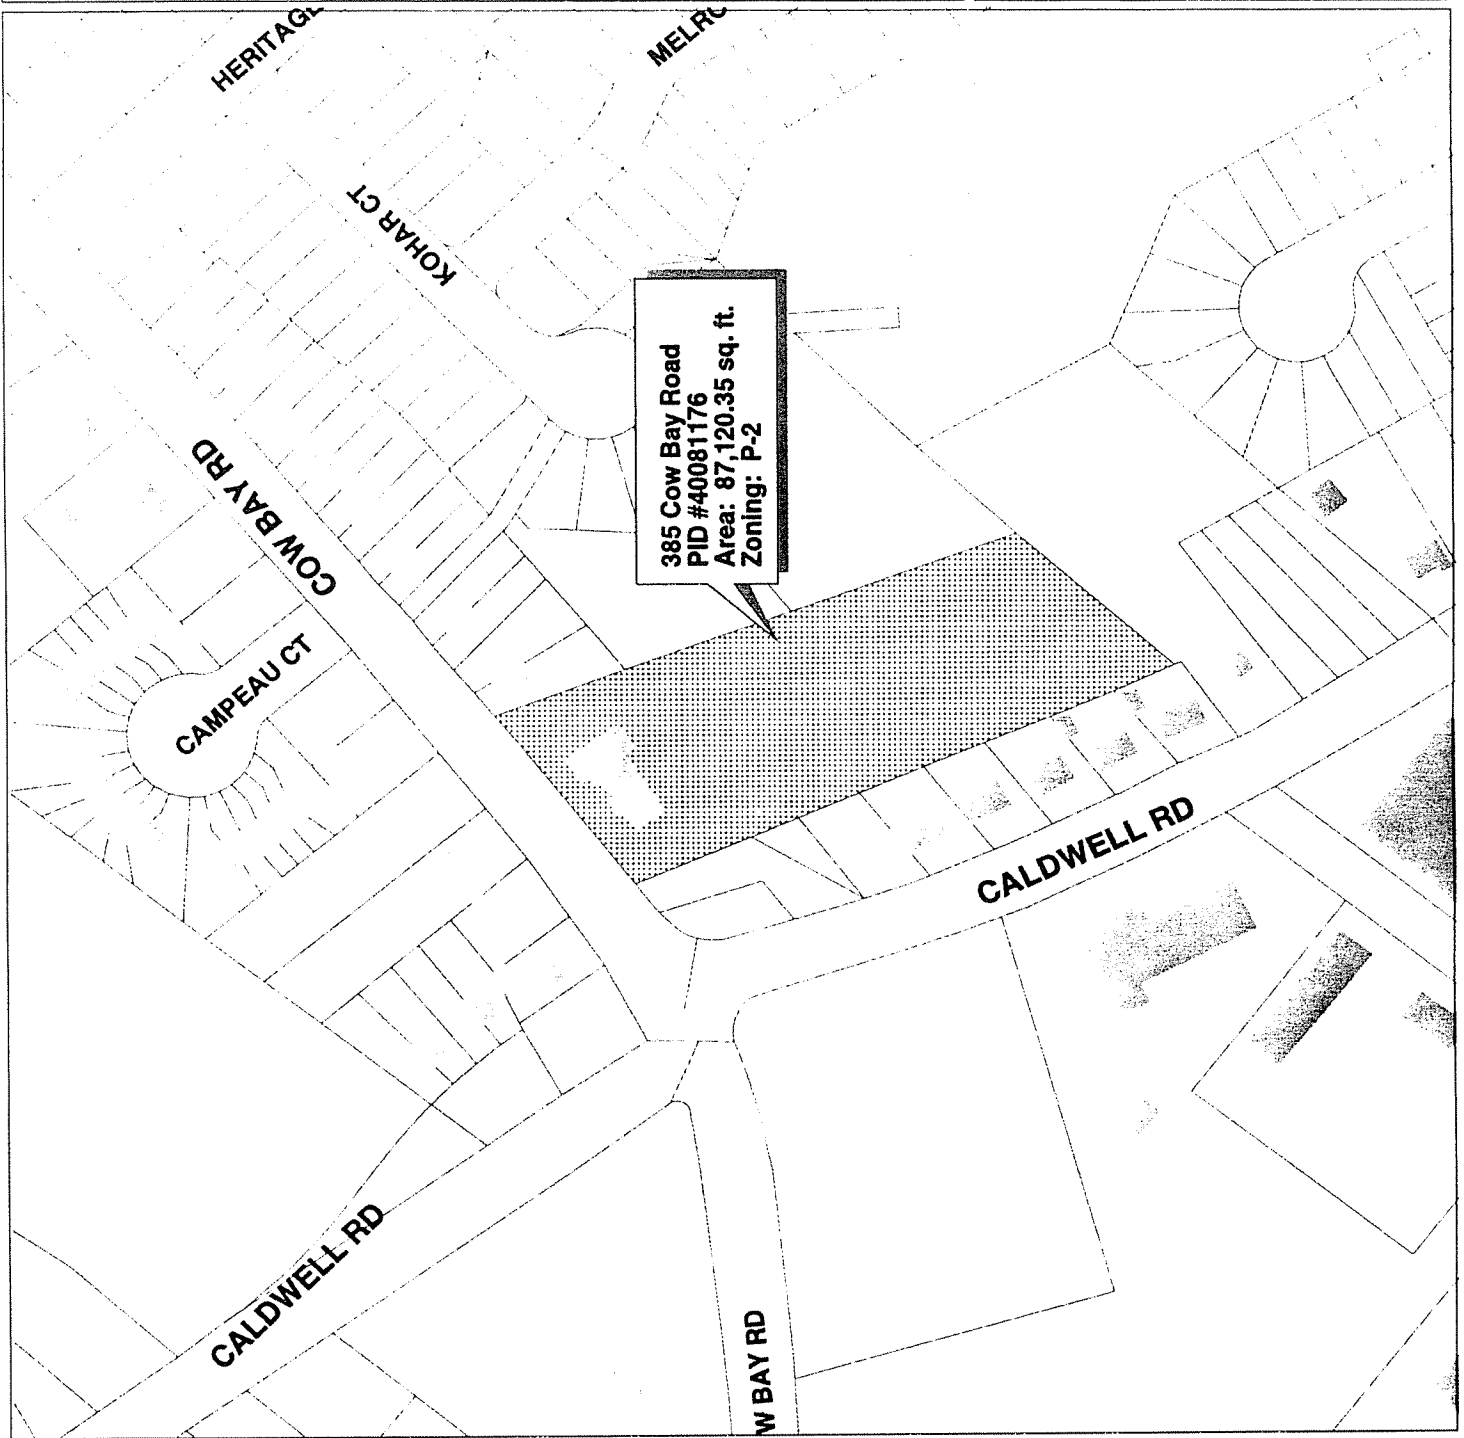 HERITAGE
MELRO
KOHAR CT
COW BAY RD
CAMPEAU CT
385 Cow Bay Road
PID #40081176
Area: 87,120.35 sq. ft.
Zoning: P-2
CALDWELL RD
CALDWELL RD
W BAY RD